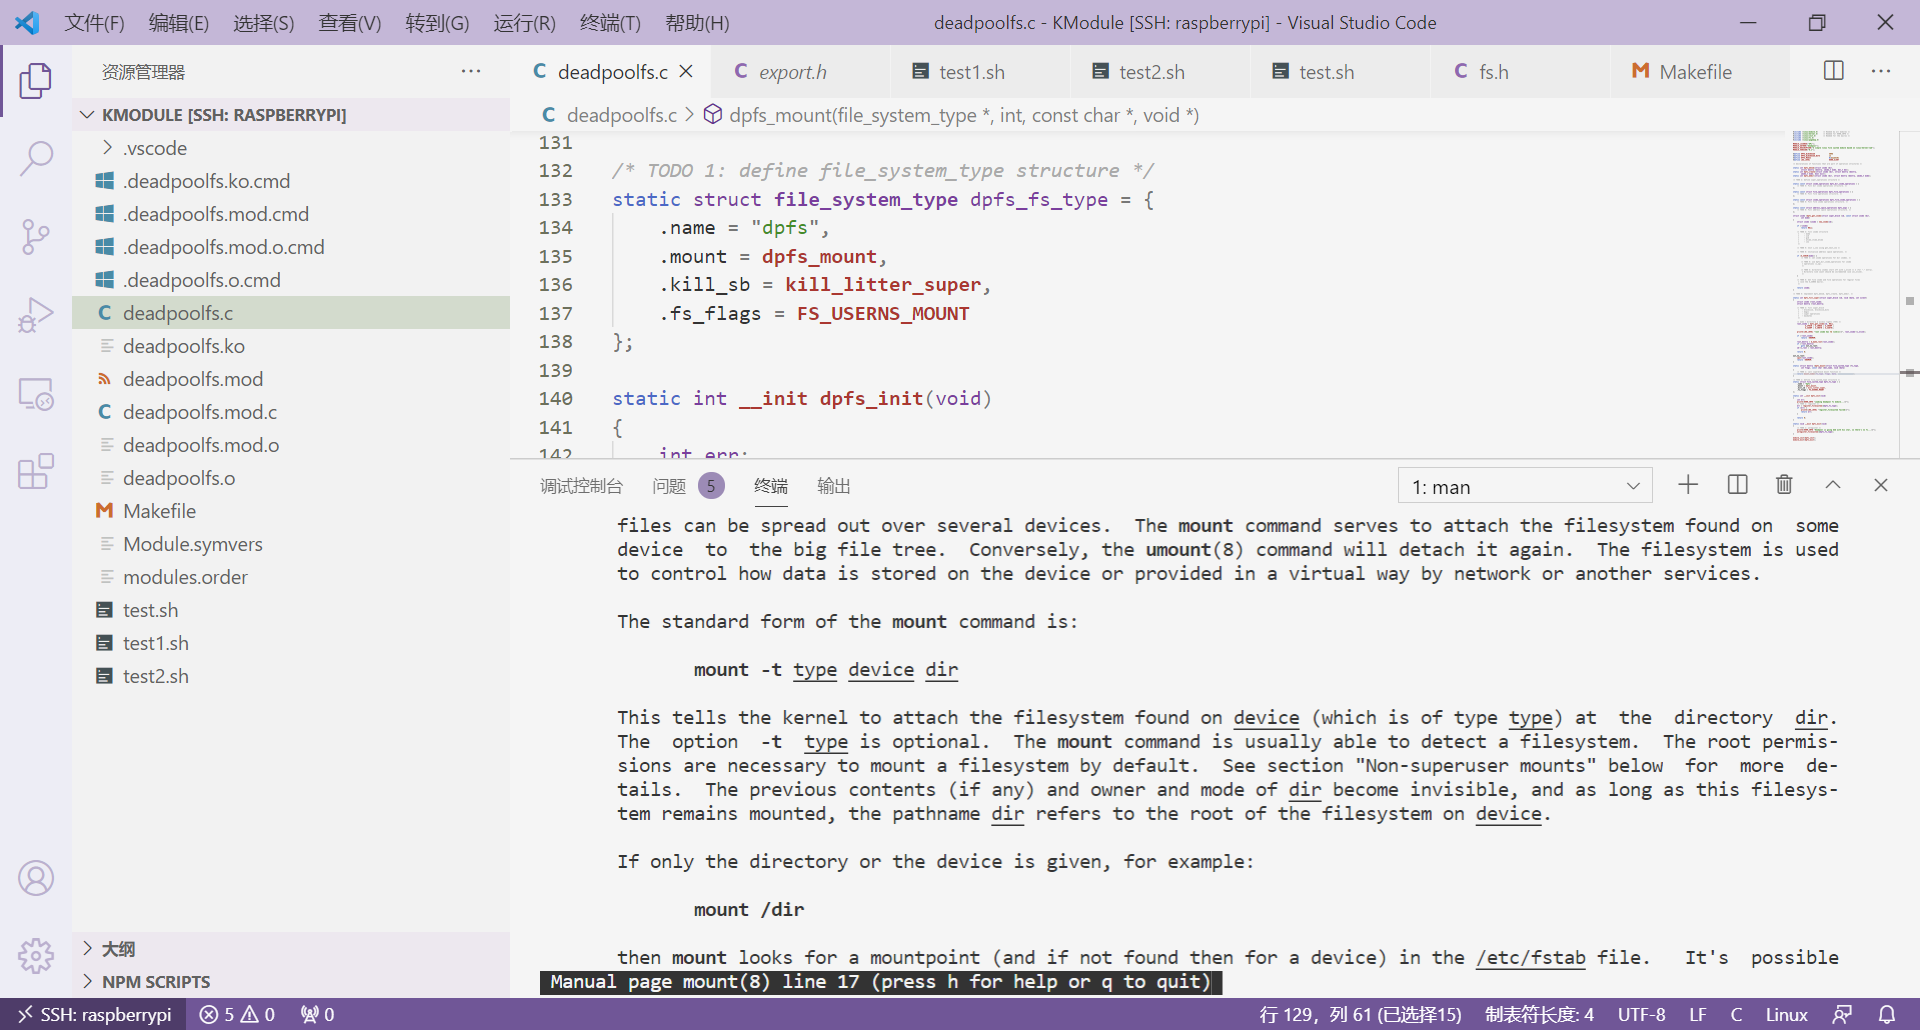 文件(F) 编辑(E) 选择(S) 查看(V) 转到(G) 运行(R) 终端(T) 帮助(H) deadpoolfs.c - KModule [SSH: raspberrypi] - Visual Studio Code
资源管理器 ···
KMODULE [SSH: RASPBERRYPI]
.vscode
.deadpoolfs.ko.cmd
.deadpoolfs.mod.cmd
.deadpoolfs.mod.o.cmd
.deadpoolfs.o.cmd
deadpoolfs.c
deadpoolfs.ko
deadpoolfs.mod
deadpoolfs.mod.c
deadpoolfs.mod.o
deadpoolfs.o
Makefile
Module.symvers
modules.order
test.sh
test1.sh
test2.sh
大纲
NPM SCRIPTS
deadpoolfs.c export.h test1.sh test2.sh test.sh fs.h Makefile
deadpoolfs.c > dpfs_mount(file_system_type *, int, const char *, void *)
131
132 /* TODO 1: define file_system_type structure */
133 static struct file_system_type dpfs_fs_type = {
134 .name = "dpfs",
135 .mount = dpfs_mount,
136 .kill_sb = kill_litter_super,
137 .fs_flags = FS_USERNS_MOUNT
138 };
139
140 static int __init dpfs_init(void)
141 {
142 int err;
调试控制台 问题 5 终端 输出 1: man
files can be spread out over several devices. The mount command serves to attach the filesystem found on some
device to the big file tree. Conversely, the umount(8) command will detach it again. The filesystem is used
to control how data is stored on the device or provided in a virtual way by network or another services.
The standard form of the mount command is:
mount -t type device dir
This tells the kernel to attach the filesystem found on device (which is of type type) at the directory dir.
The option -t type is optional. The mount command is usually able to detect a filesystem. The root permis-
sions are necessary to mount a filesystem by default. See section "Non-superuser mounts" below for more de-
tails. The previous contents (if any) and owner and mode of dir become invisible, and as long as this filesys-
tem remains mounted, the pathname dir refers to the root of the filesystem on device.
If only the directory or the device is given, for example:
mount /dir
then mount looks for a mountpoint (and if not found then for a device) in the /etc/fstab file. It's possible
Manual page mount(8) line 17 (press h for help or q to quit)
SSH: raspberrypi 5 0 0 行 129，列 61 (已选择15) 制表符长度: 4 UTF-8 LF C Linux